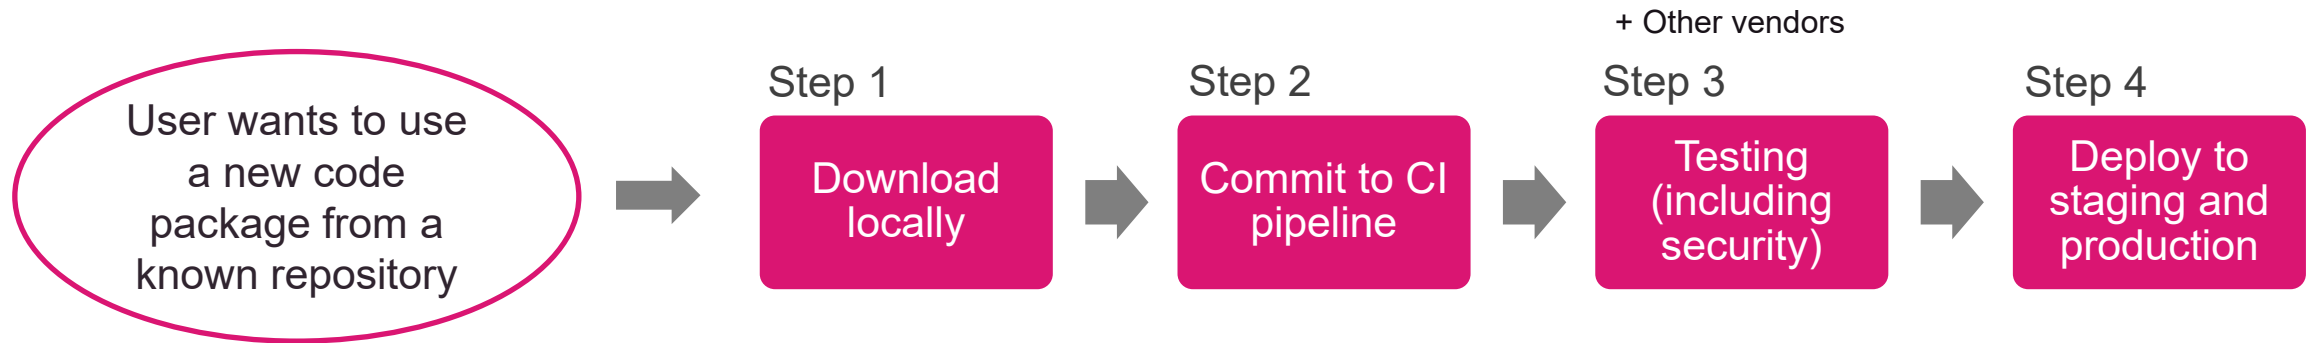 User wants to use
a new code
package from a
known repository
Step 1
Download
locally
Step 2
Commit to CI
pipeline
+ Other vendors
Step 3
Testing
(including
security)
Step 4
Deploy to
staging and
production